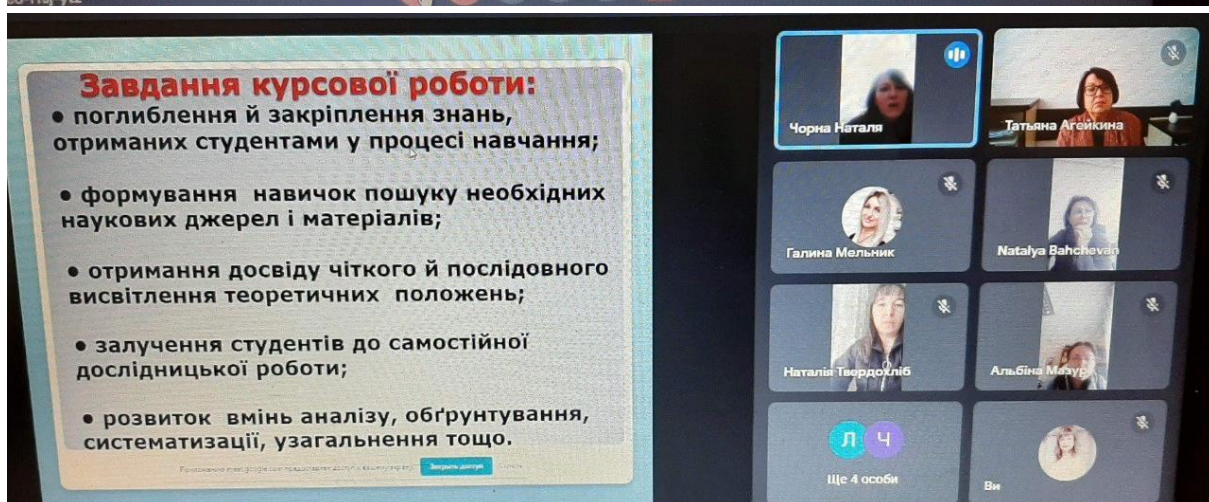 Завдання курсової роботи:
● поглиблення й закріплення знань,
отриманих студентами у процесі навчання;
● формування навичок пошуку необхідних
наукових джерел і матеріалів;
● отримання досвіду чіткого й послідовного
висвітлення теоретичних положень;
● залучення студентів до самостійної
дослідницької роботи;
● розвиток вмінь аналізу, обґрунтування,
систематизації, узагальнення тощо.
Закрыть доступ
Чорна Наталя
Татьяна Агейкина
Галина Мельник
Natalya Bahchevan
Наталія Твердохліб
Альбіна Мазур
Л Ч
Ще 4 особи
Ви